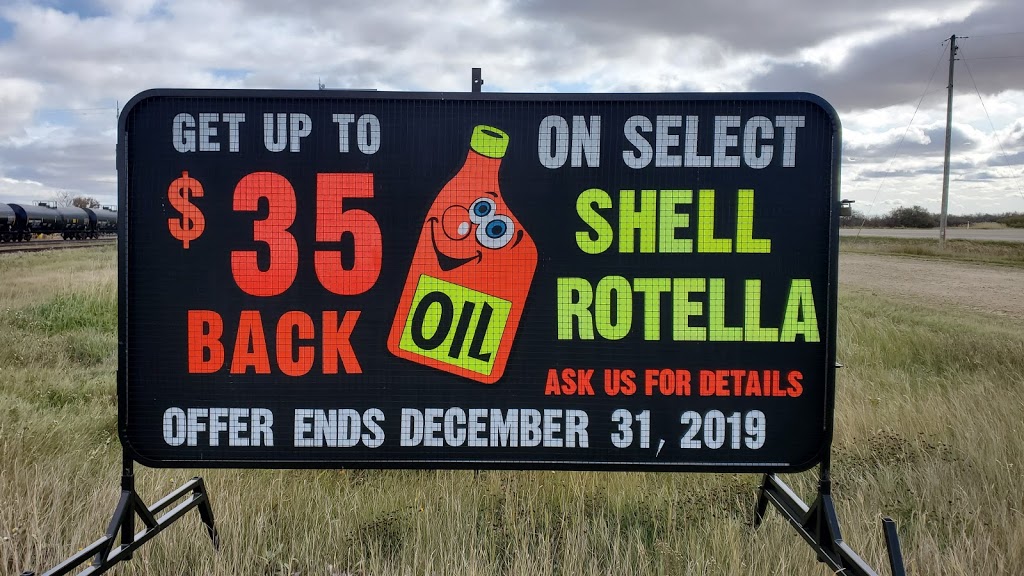 GET UP TO
$35
BACK
OIL
ON SELECT
SHELL
ROTELLA
ASK US FOR DETAILS
OFFER ENDS DECEMBER 31, 2019